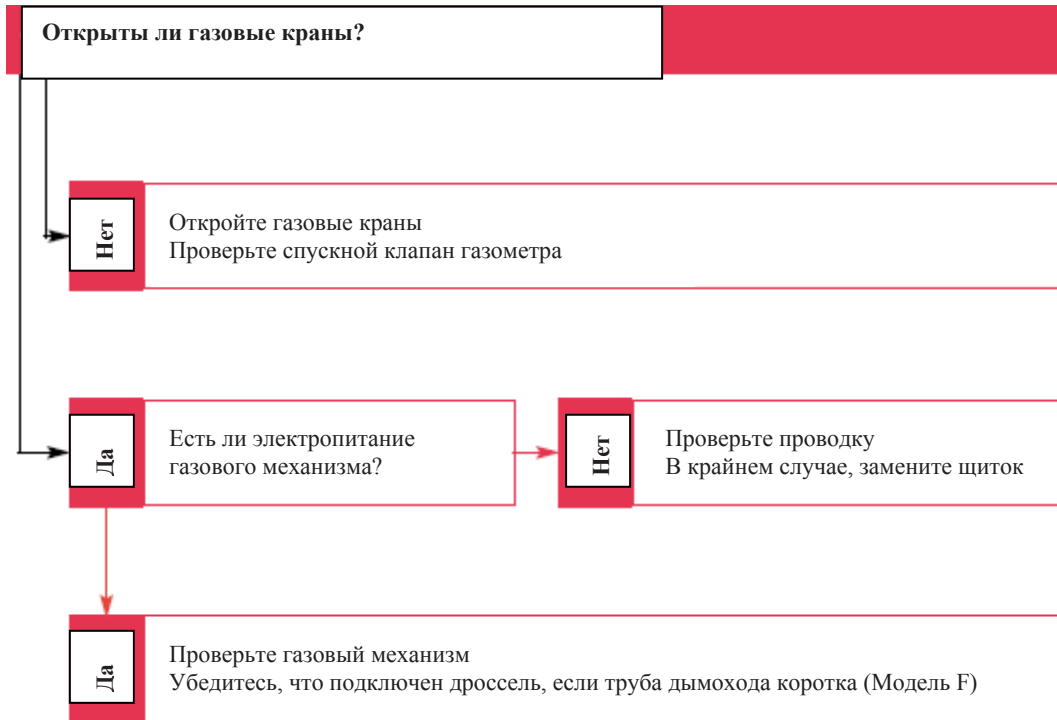 Открыты ли газовые краны?
Нет
Откройте газовые краны
Проверьте спускной клапан газометра
Да
Есть ли электропитание
газового механизма?
Нет
Проверьте проводку
В крайнем случае, замените щиток
Да
Проверьте газовый механизм
Убедитесь, что подключен дроссель, если труба дымохода коротка (Модель F)